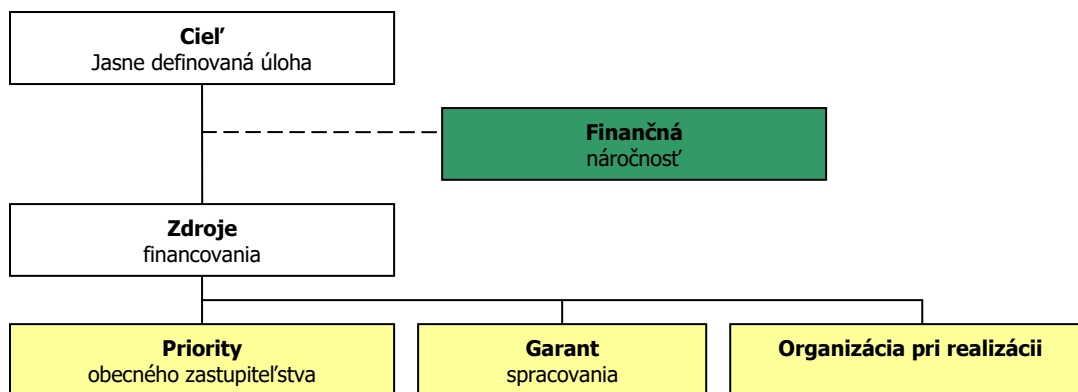 Cieľ
Jasne definovaná úloha
Finančná
náročnosť
Zdroje
financovania
Priority
obecného zastupiteľstva
Garant
spracovania
Organizácia pri realizácii